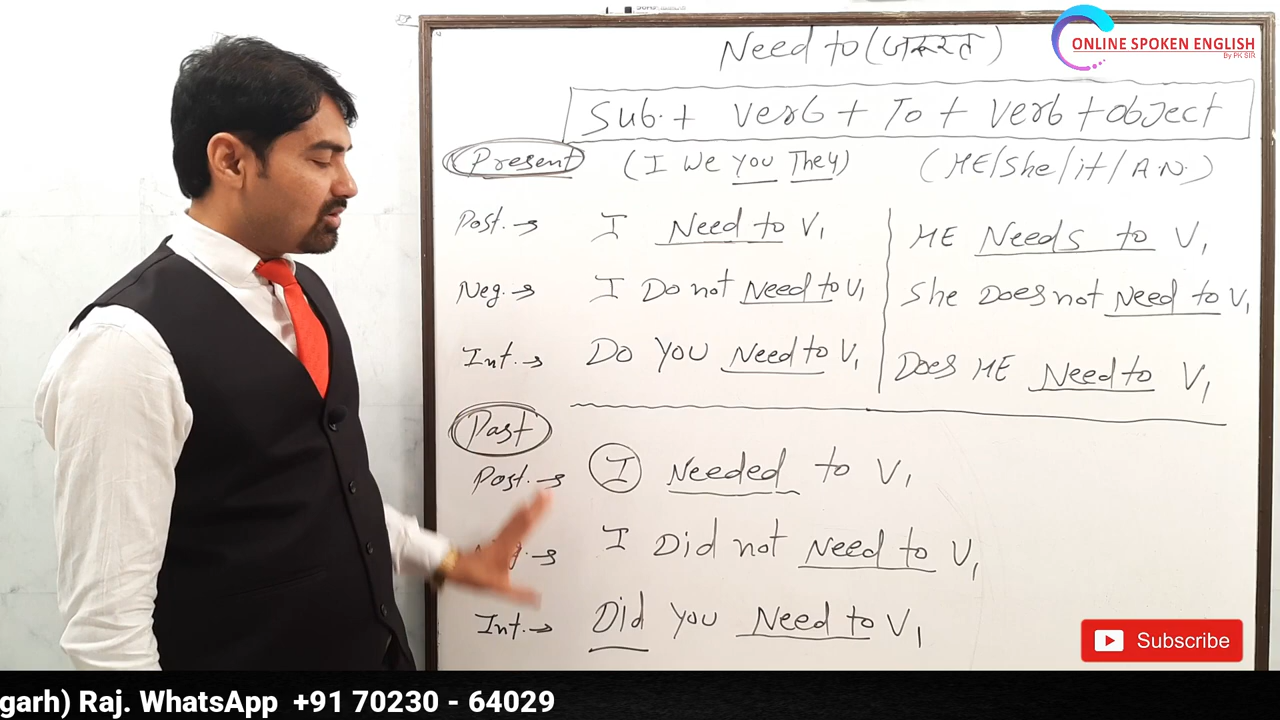 Need to (जरूरत)
ONLINE SPOKEN ENGLISH
By PK SIR
Sub. + Verb + To + Verb + Object
Present (I We You They) (HE/She/it/A.N.)
Post. → I Need to V1 HE Needs to V1
Neg. → I Do not Need to V1 She Does not Need to V1
Int. → Do You Need to V1 Does HE Need to V1
Past
Post. → I Needed to V1
I Did not Need to V1
Int. → Did You Need to V1
Subscribe
garh) Raj. WhatsApp +91 70230 - 64029